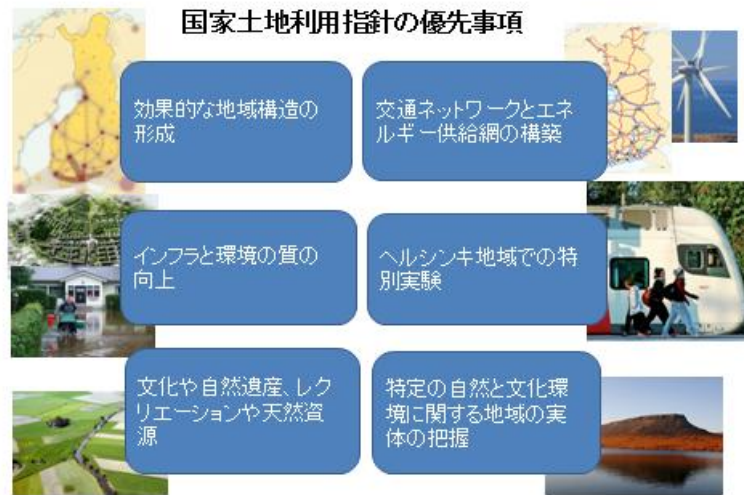 国家土地利用指針の優先事項
効果的な地域構造の
形成
交通ネットワークとエネ
ルギー供給網の構築
インフラと環境の質の
向上
ヘルシンキ地域での特
別実験
文化や自然遺産、レク
リエーションや天然資
源
特定の自然と文化環
境に関する地域の実
体の把握